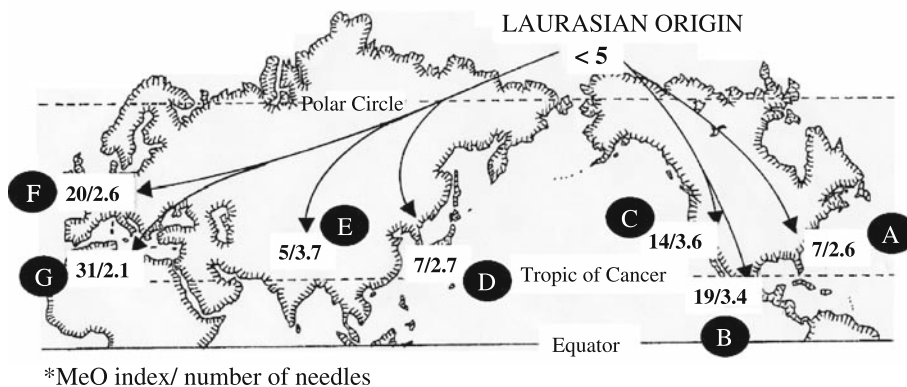 LAURASIAN ORIGIN
< 5
Polar Circle
F 20/2.6
E
5/3.7
C
14/3.6
A
7/2.6
G 31/2.1
7/2.7
D
Tropic of Cancer
19/3.4
B
Equator
*MeO index/ number of needles